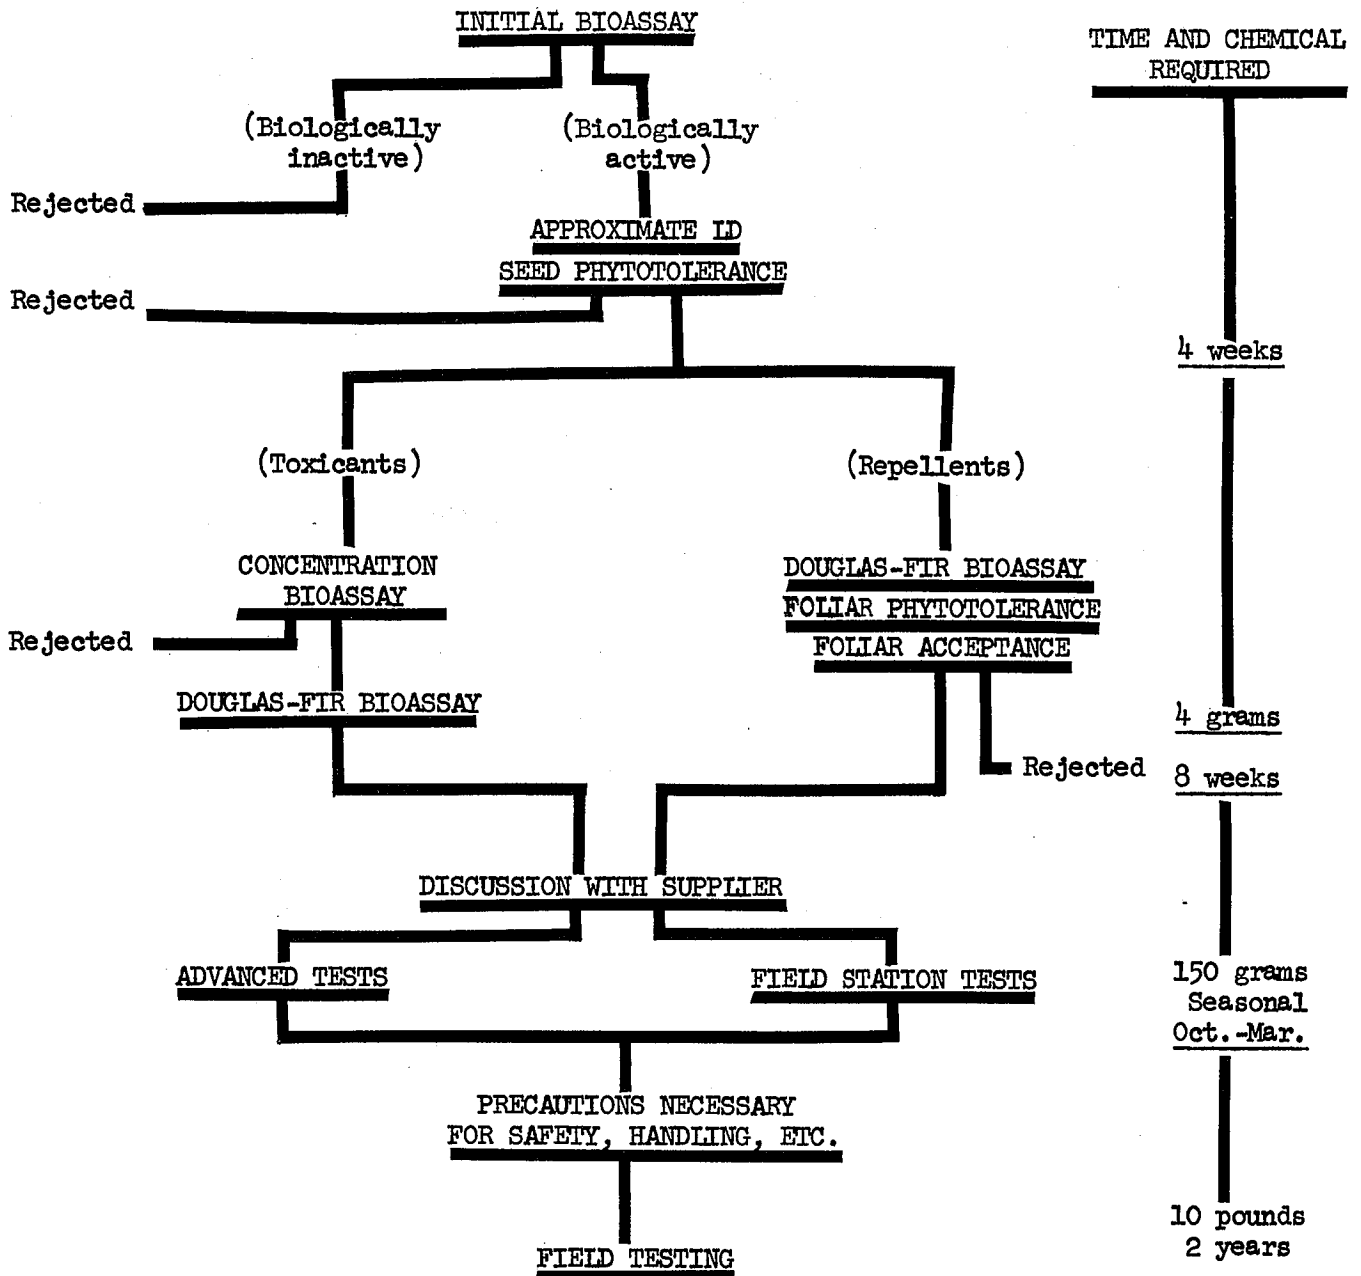 INITIAL BIOASSAY
TIME AND CHEMICAL
REQUIRED
(Biologically
inactive)
(Biologically
active)
Rejected
APPROXIMATE LD
SEED PHYTOTOLERANCE
Rejected
4 weeks
(Toxicants)
(Repellents)
CONCENTRATION
BIOASSAY
Rejected
DOUGLAS-FIR BIOASSAY
DOUGLAS-FIR BIOASSAY
FOLIAR PHYTOTOLERANCE
FOLIAR ACCEPTANCE
Rejected
4 grams
8 weeks
DISCUSSION WITH SUPPLIER
ADVANCED TESTS
FIELD STATION TESTS
150 grams
Seasonal
Oct.-Mar.
PRECAUTIONS NECESSARY
FOR SAFETY, HANDLING, ETC.
FIELD TESTING
10 pounds
2 years